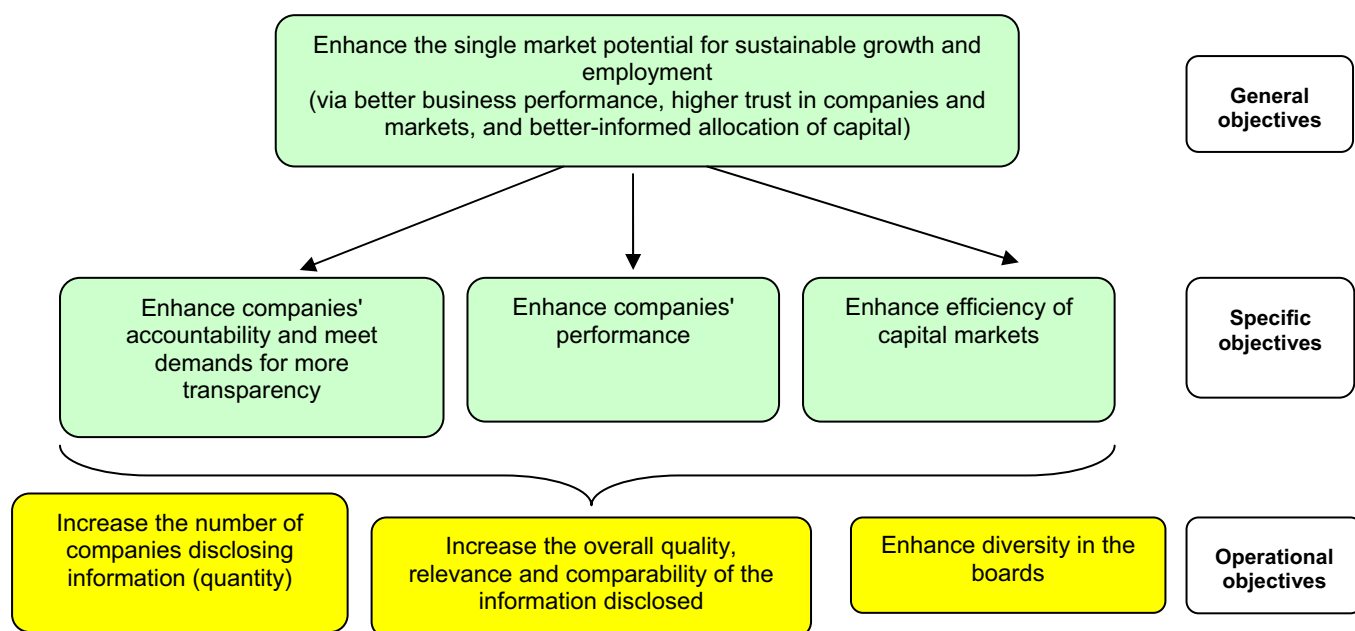 Enhance the single market potential for sustainable growth and
employment
(via better business performance, higher trust in companies and
markets, and better-informed allocation of capital)
General
objectives
Enhance companies'
accountability and meet
demands for more
transparency
Enhance companies'
performance
Enhance efficiency of
capital markets
Specific
objectives
Increase the number of
companies disclosing
information (quantity)
Increase the overall quality,
relevance and comparability of the
information disclosed
Enhance diversity in the
boards
Operational
objectives